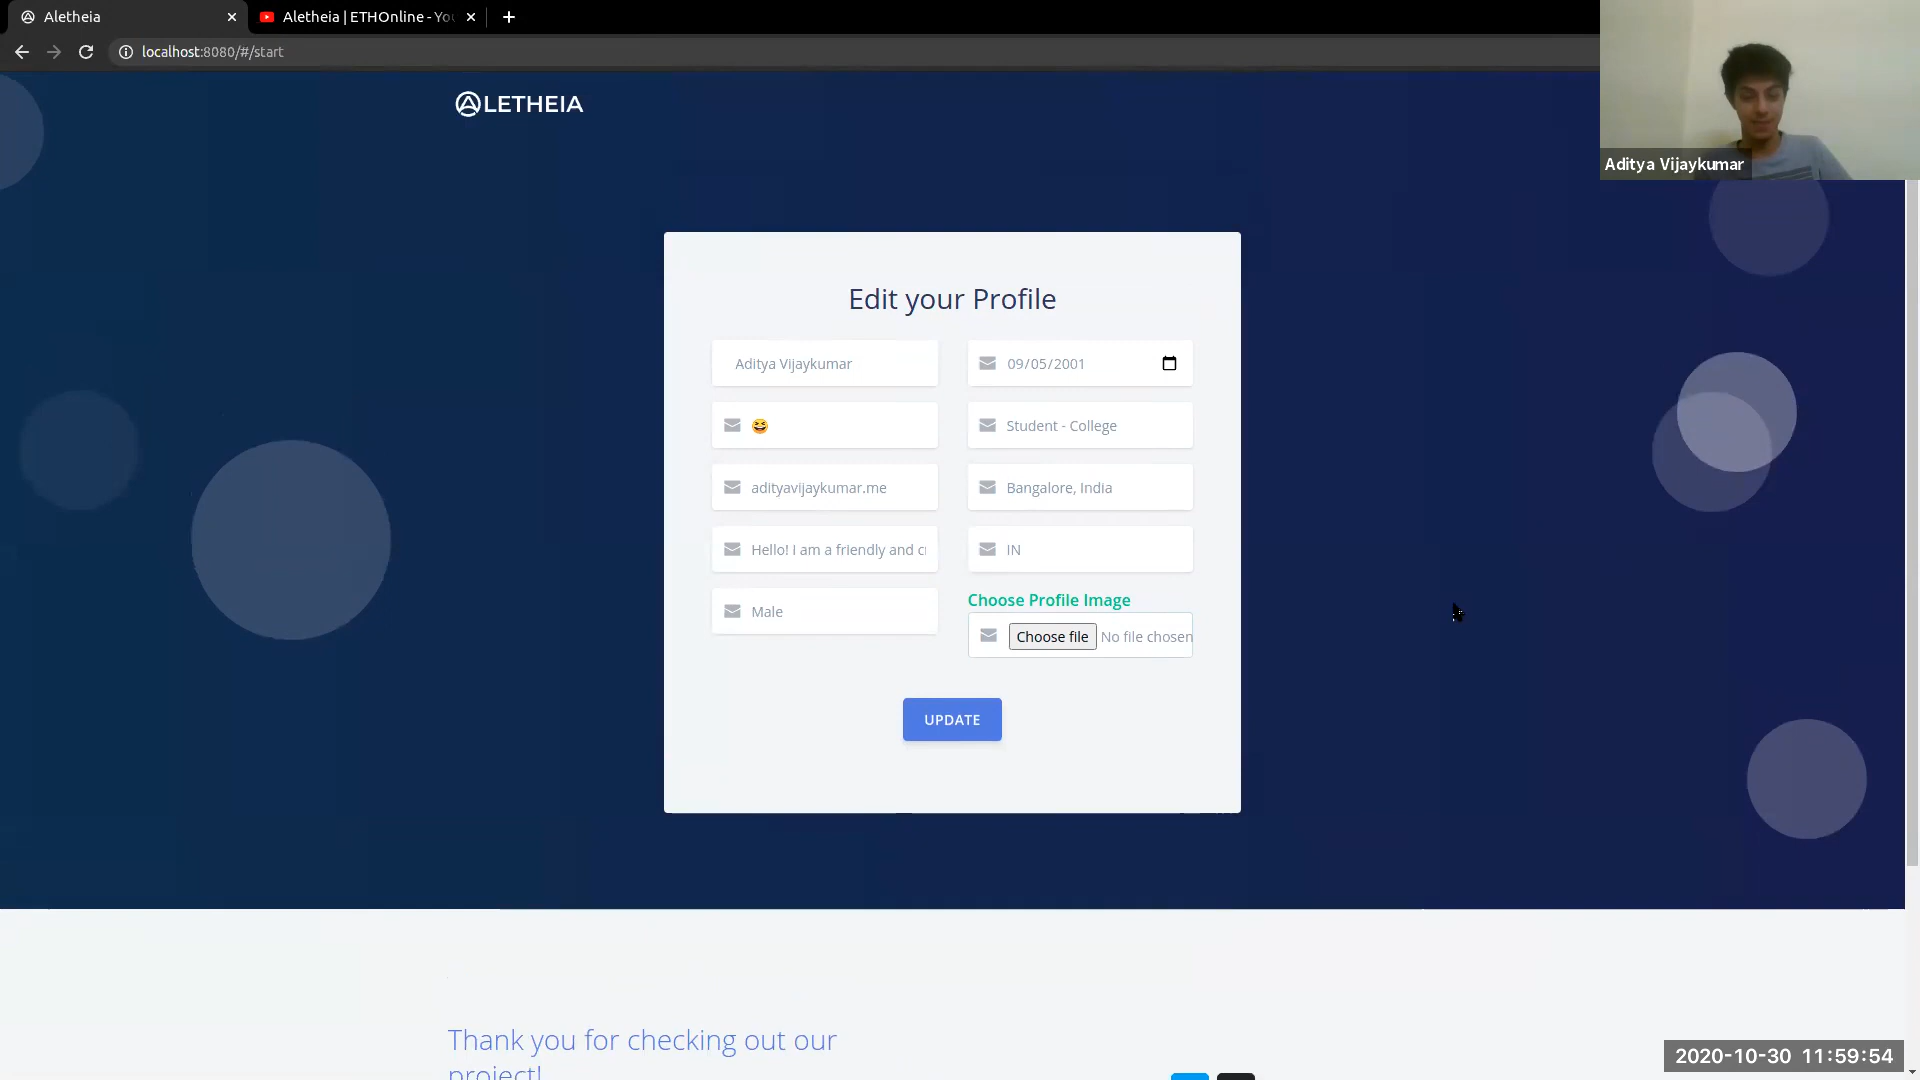 Aletheia
Aletheia | ETHOnline - You
localhost:8080/#/start
ALETHEIA
Aditya Vijaykumar
Edit your Profile
Aditya Vijaykumar
09/05/2001
😆
Student - College
adityavijaykumar.me
Bangalore, India
Hello! I am a friendly and cr
IN
Male
Choose Profile Image
Choose file No file chosen
UPDATE
Thank you for checking out our
project!
2020-10-30 11:59:54